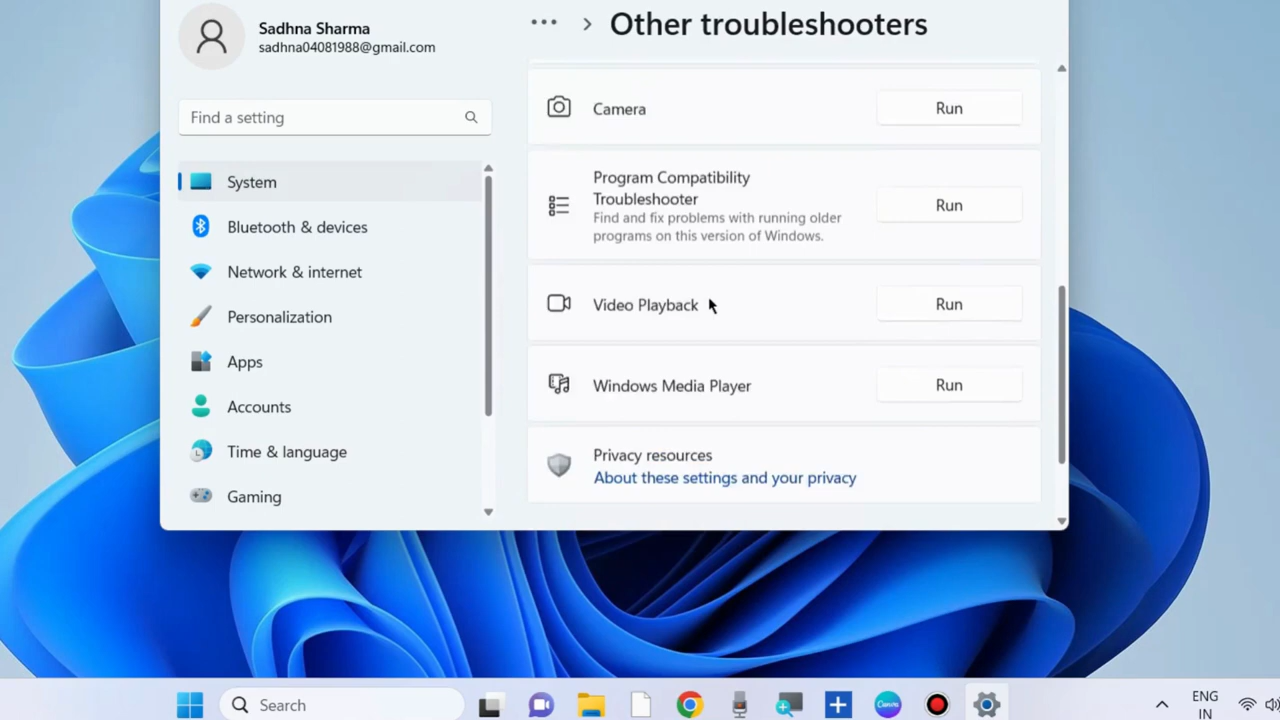 Sadhna Sharma
sadhna04081988@gmail.com
Find a setting
System
Bluetooth & devices
Network & internet
Personalization
Apps
Accounts
Time & language
Gaming
... > Other troubleshooters
Camera
Run
Program Compatibility
Troubleshooter
Find and fix problems with running older
programs on this version of Windows.
Run
Video Playback
Run
Windows Media Player
Run
Privacy resources
About these settings and your privacy
Search
Canva
ENG
IN